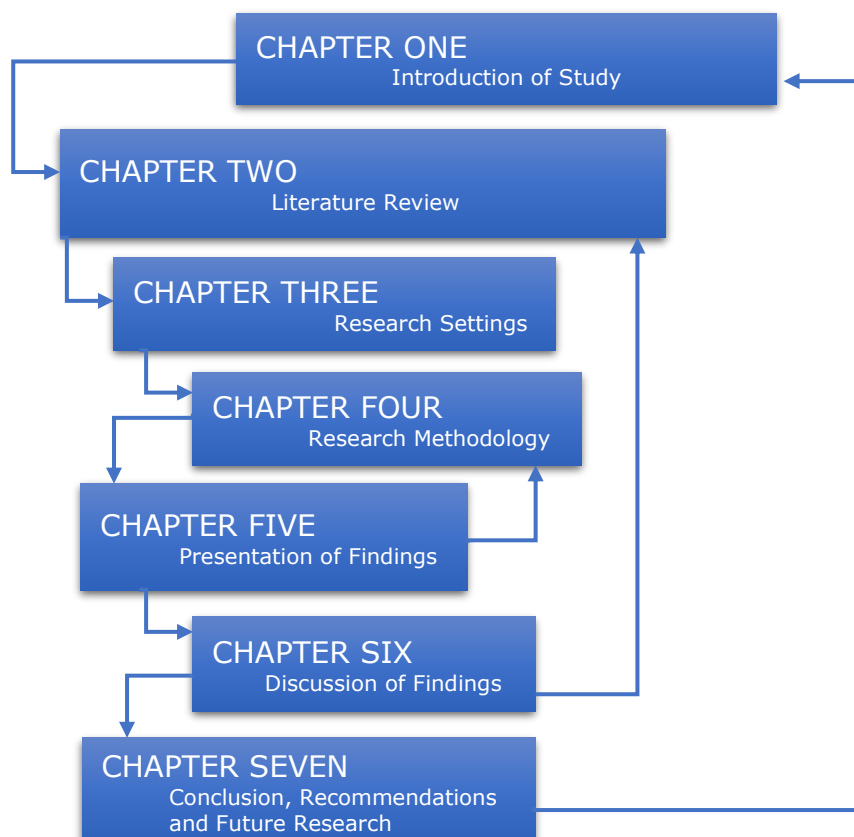 CHAPTER ONE
Introduction of Study
CHAPTER TWO
Literature Review
CHAPTER THREE
Research Settings
CHAPTER FOUR
Research Methodology
CHAPTER FIVE
Presentation of Findings
CHAPTER SIX
Discussion of Findings
CHAPTER SEVEN
Conclusion, Recommendations
and Future Research